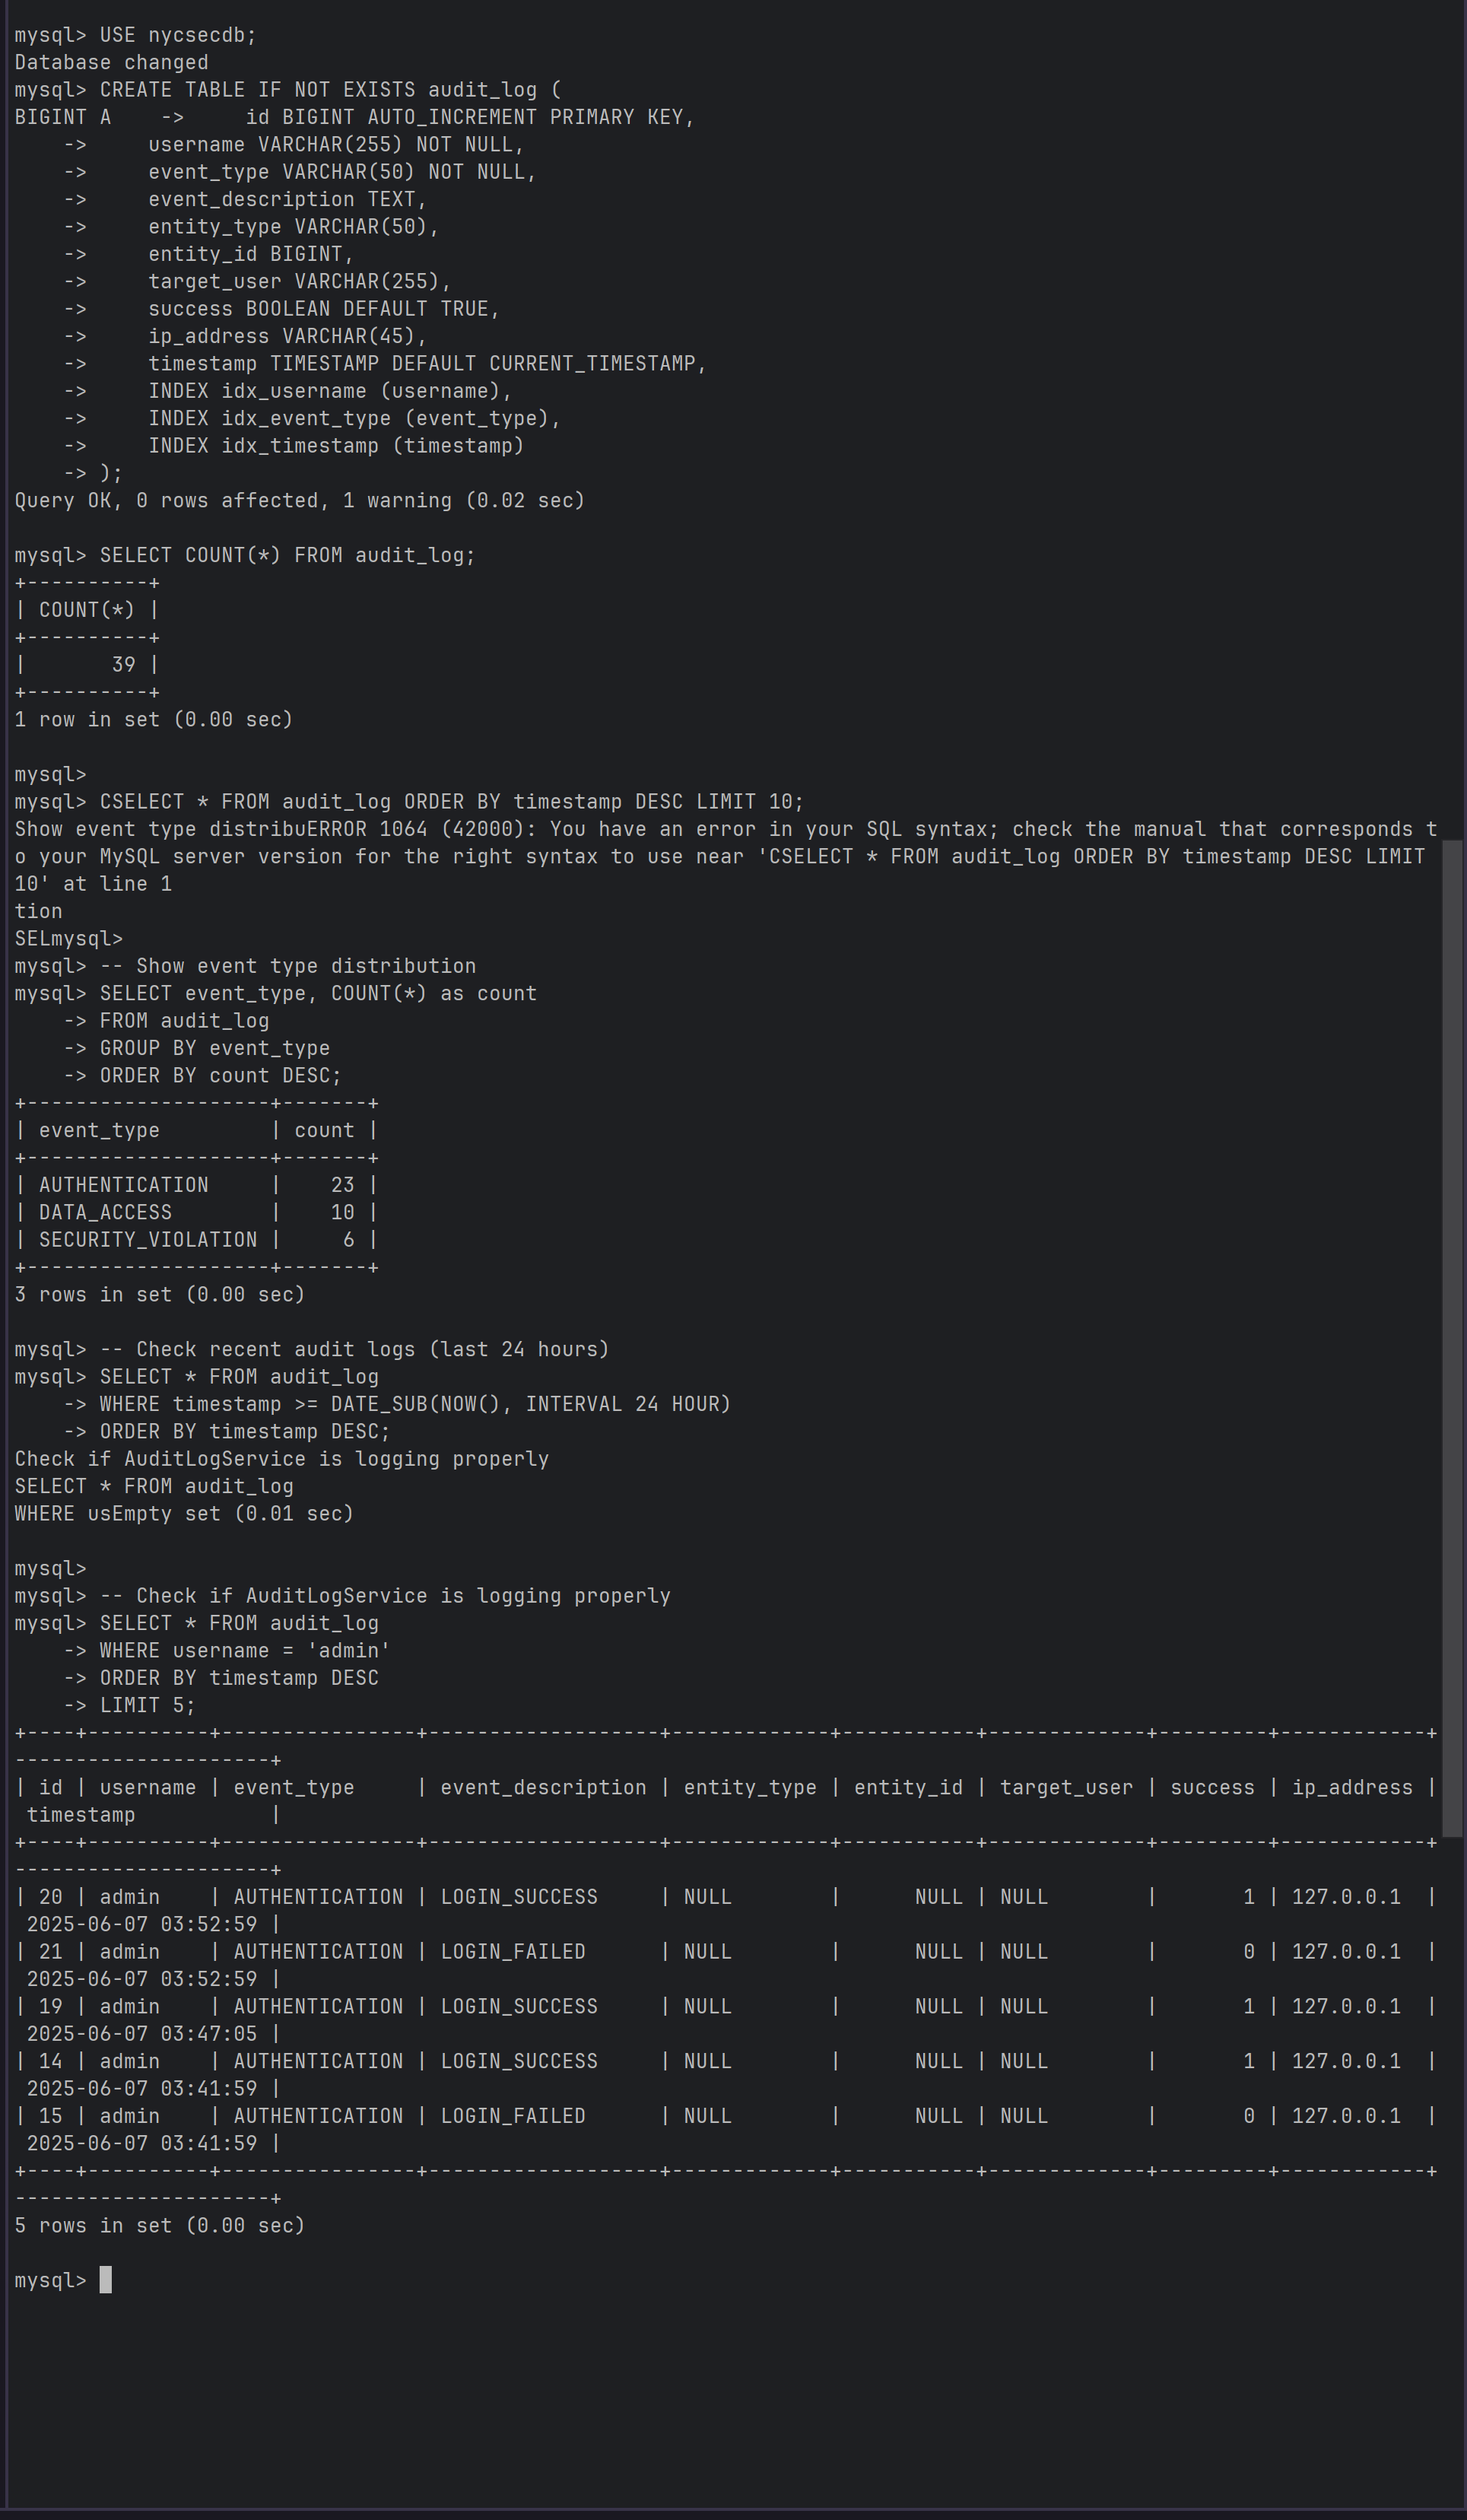 mysql> USE nycsecdb;
Database changed
mysql> CREATE TABLE IF NOT EXISTS audit_log (
BIGINT A    ->     id BIGINT AUTO_INCREMENT PRIMARY KEY,
    ->     username VARCHAR(255) NOT NULL,
    ->     event_type VARCHAR(50) NOT NULL,
    ->     event_description TEXT,
    ->     entity_type VARCHAR(50),
    ->     entity_id BIGINT,
    ->     target_user VARCHAR(255),
    ->     success BOOLEAN DEFAULT TRUE,
    ->     ip_address VARCHAR(45),
    ->     timestamp TIMESTAMP DEFAULT CURRENT_TIMESTAMP,
    ->     INDEX idx_username (username),
    ->     INDEX idx_event_type (event_type),
    ->     INDEX idx_timestamp (timestamp)
    -> );
Query OK, 0 rows affected, 1 warning (0.02 sec)

mysql> SELECT COUNT(*) FROM audit_log;
+----------+
| COUNT(*) |
+----------+
|       39 |
+----------+
1 row in set (0.00 sec)

mysql>
mysql> CSELECT * FROM audit_log ORDER BY timestamp DESC LIMIT 10;
Show event type distribuERROR 1064 (42000): You have an error in your SQL syntax; check the manual that corresponds t
o your MySQL server version for the right syntax to use near 'CSELECT * FROM audit_log ORDER BY timestamp DESC LIMIT
10' at line 1
tion
SELmysql>
mysql> -- Show event type distribution
mysql> SELECT event_type, COUNT(*) as count
    -> FROM audit_log
    -> GROUP BY event_type
    -> ORDER BY count DESC;
+--------------------+-------+
| event_type         | count |
+--------------------+-------+
| AUTHENTICATION     |    23 |
| DATA_ACCESS        |    10 |
| SECURITY_VIOLATION |     6 |
+--------------------+-------+
3 rows in set (0.00 sec)

mysql> -- Check recent audit logs (last 24 hours)
mysql> SELECT * FROM audit_log
    -> WHERE timestamp >= DATE_SUB(NOW(), INTERVAL 24 HOUR)
    -> ORDER BY timestamp DESC;
Check if AuditLogService is logging properly
SELECT * FROM audit_log
WHERE usEmpty set (0.01 sec)

mysql>
mysql> -- Check if AuditLogService is logging properly
mysql> SELECT * FROM audit_log
    -> WHERE username = 'admin'
    -> ORDER BY timestamp DESC
    -> LIMIT 5;
+----+----------+----------------+-------------------+-------------+-----------+-------------+---------+------------+
---------------------+
| id | username | event_type     | event_description | entity_type | entity_id | target_user | success | ip_address |
 timestamp           |
+----+----------+----------------+-------------------+-------------+-----------+-------------+---------+------------+
---------------------+
| 20 | admin    | AUTHENTICATION | LOGIN_SUCCESS     | NULL        |      NULL | NULL        |       1 | 127.0.0.1  |
 2025-06-07 03:52:59 |
| 21 | admin    | AUTHENTICATION | LOGIN_FAILED      | NULL        |      NULL | NULL        |       0 | 127.0.0.1  |
 2025-06-07 03:52:59 |
| 19 | admin    | AUTHENTICATION | LOGIN_SUCCESS     | NULL        |      NULL | NULL        |       1 | 127.0.0.1  |
 2025-06-07 03:47:05 |
| 14 | admin    | AUTHENTICATION | LOGIN_SUCCESS     | NULL        |      NULL | NULL        |       1 | 127.0.0.1  |
 2025-06-07 03:41:59 |
| 15 | admin    | AUTHENTICATION | LOGIN_FAILED      | NULL        |      NULL | NULL        |       0 | 127.0.0.1  |
 2025-06-07 03:41:59 |
+----+----------+----------------+-------------------+-------------+-----------+-------------+---------+------------+
---------------------+
5 rows in set (0.00 sec)

mysql>